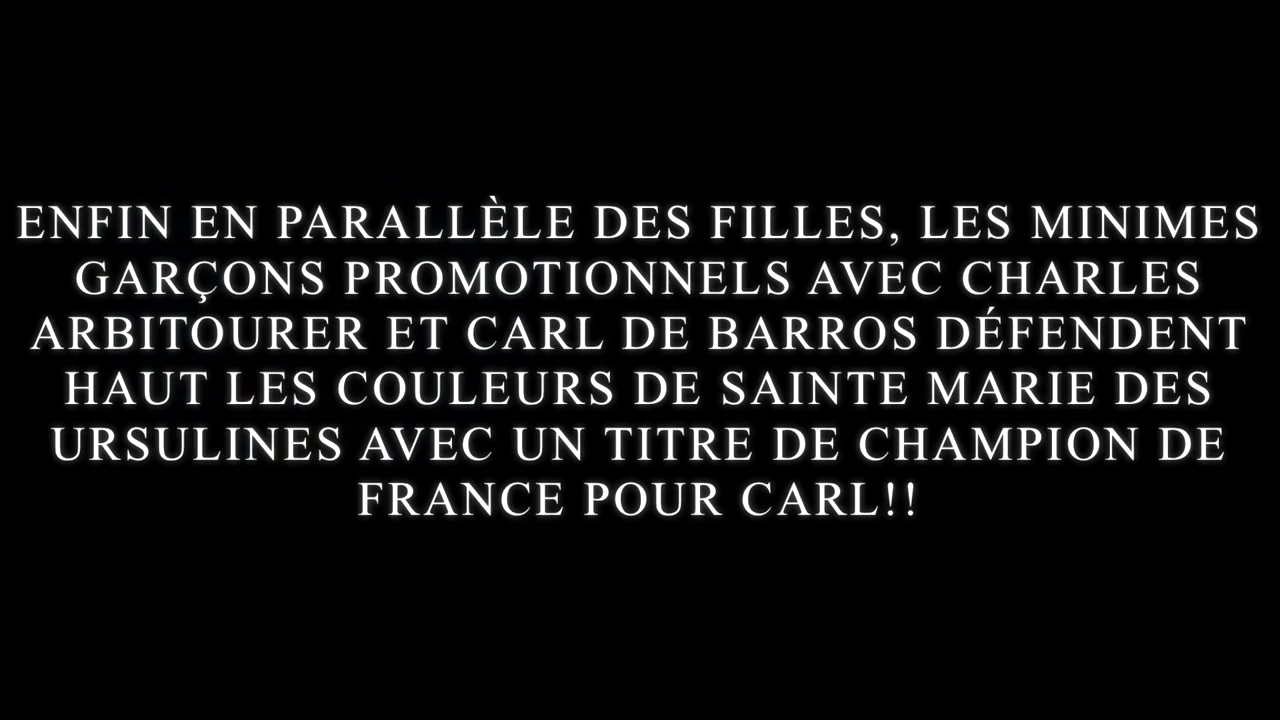 ENFIN EN PARALLÈLE DES FILLES, LES MINIMES
GARÇONS PROMOTIONNELS AVEC CHARLES
ARBITOURER ET CARL DE BARROS DÉFENDENT
HAUT LES COULEURS DE SAINTE MARIE DES
URSULINES AVEC UN TITRE DE CHAMPION DE
FRANCE POUR CARL!!